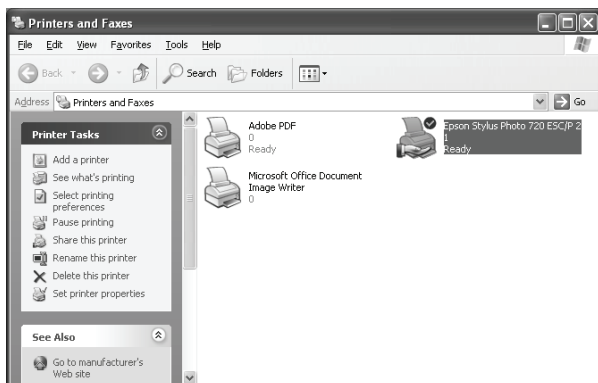 Printers and Faxes
File Edit View Favorites Tools Help
Back Search Folders
Address Printers and Faxes Go
Printer Tasks
Add a printer
See what's printing
Select printing
preferences
Pause printing
Share this printer
Rename this printer
Delete this printer
Set printer properties
See Also
Go to manufacturer's
Web site
Adobe PDF
0
Ready
Epson Stylus Photo 720 ESC/P 2
1
Ready
Microsoft Office Document
Image Writer
0